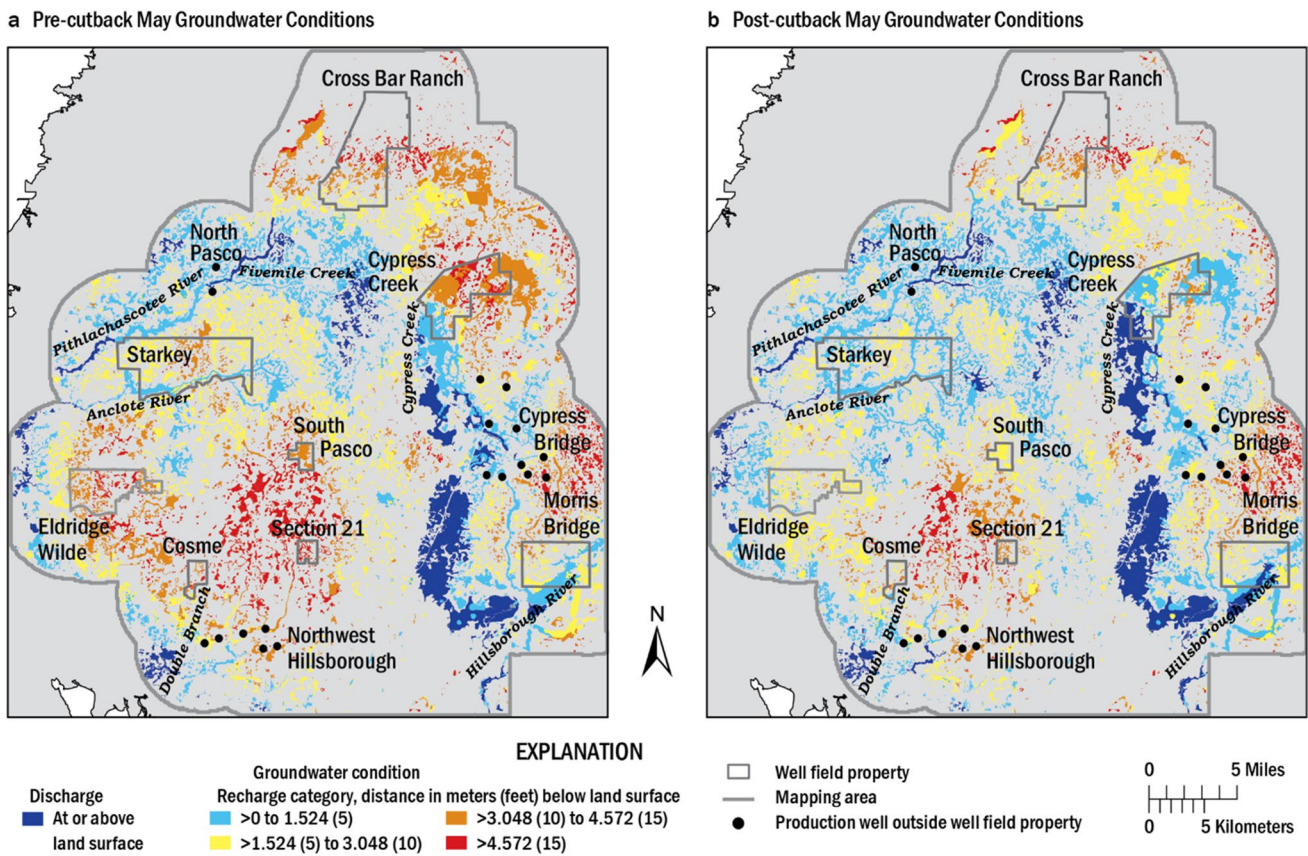 a Pre-cutback May Groundwater Conditions
Cross Bar Ranch
North
Pasco
Fivemile Creek
Cypress
Creek
Pithlachascotee River
Cypress Creek
Starkey
Anclote River
South
Pasco
Cypress
Bridge
Morris
Bridge
Eldridge
Wilde
Cosme
Section 21
Double Branch
Northwest
Hillsborough
Hillsborough River
N
b Post-cutback May Groundwater Conditions
Cross Bar Ranch
North
Pasco
Fivemile Creek
Cypress
Creek
Pithlachascotee River
Cypress Creek
Starkey
Anclote River
South
Pasco
Cypress
Bridge
Morris
Bridge
Eldridge
Wilde
Cosme
Section 21
Double Branch
Northwest
Hillsborough
Hillsborough River
EXPLANATION
Groundwater condition
Discharge
At or above
land surface
Recharge category, distance in meters (feet) below land surface
>0 to 1.524 (5)
>1.524 (5) to 3.048 (10)
>3.048 (10) to 4.572 (15)
>4.572 (15)
Well field property
Mapping area
Production well outside well field property
0 5 Miles
0 5 Kilometers